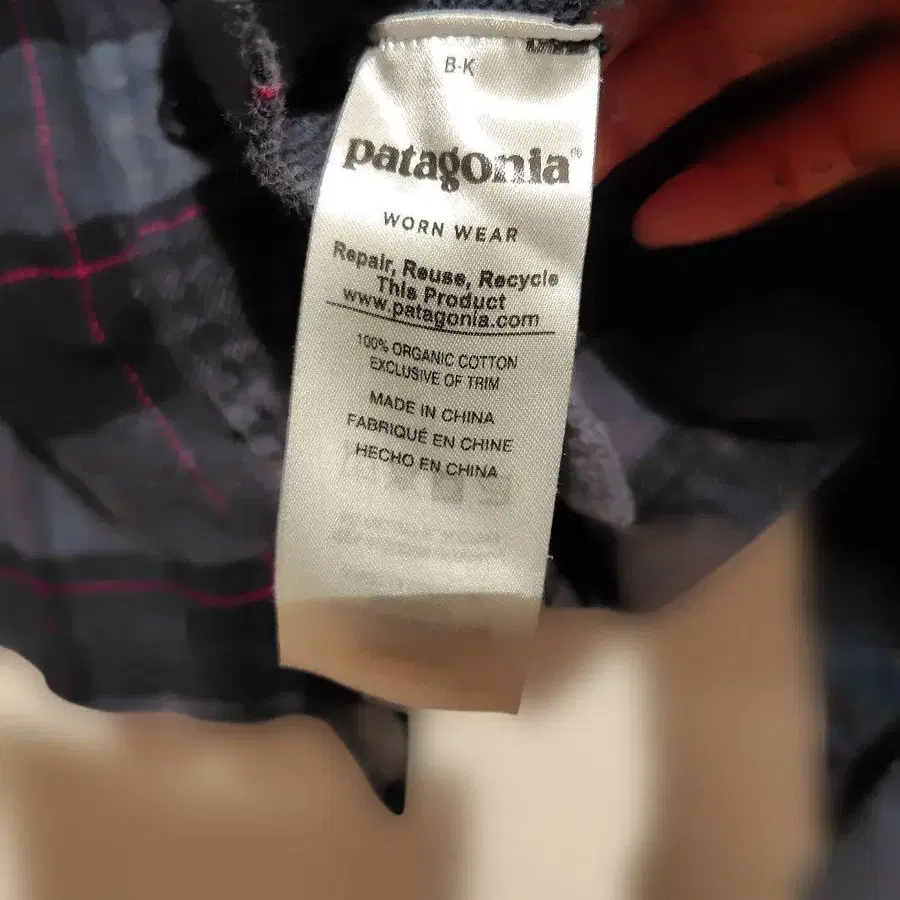 B-K
patagonia®
WORN WEAR
Repair, Reuse, Recycle
This Product
www.patagonia.com
100% ORGANIC COTTON
EXCLUSIVE OF TRIM
MADE IN CHINA
FABRIQUÉ EN CHINE
HECHO EN CHINA